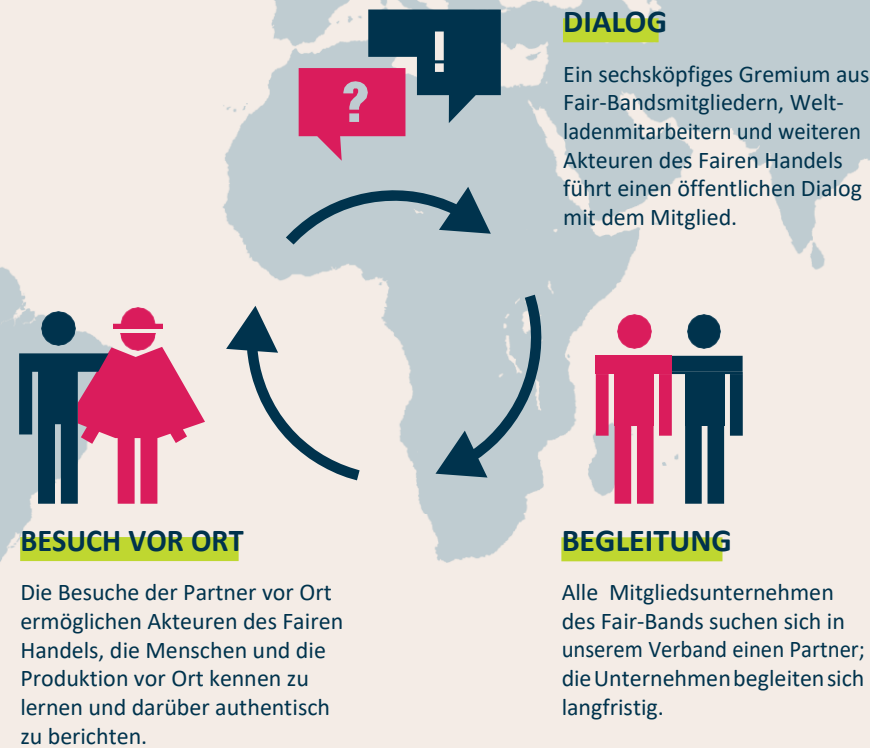 !
?
DIALOG
Ein sechsköpfiges Gremium aus
Fair-Bandsmitgliedern, Welt-
ladenmitarbeitern und weiteren
Akteuren des Fairen Handels
führt einen öffentlichen Dialog
mit dem Mitglied.
BESUCH VOR ORT
Die Besuche der Partner vor Ort
ermöglichen Akteuren des Fairen
Handels, die Menschen und die
Produktion vor Ort kennen zu
lernen und darüber authentisch
zu berichten.
BEGLEITUNG
Alle Mitgliedsunternehmen
des Fair-Bands suchen sich in
unserem Verband einen Partner;
die Unternehmen begleiten sich
langfristig.